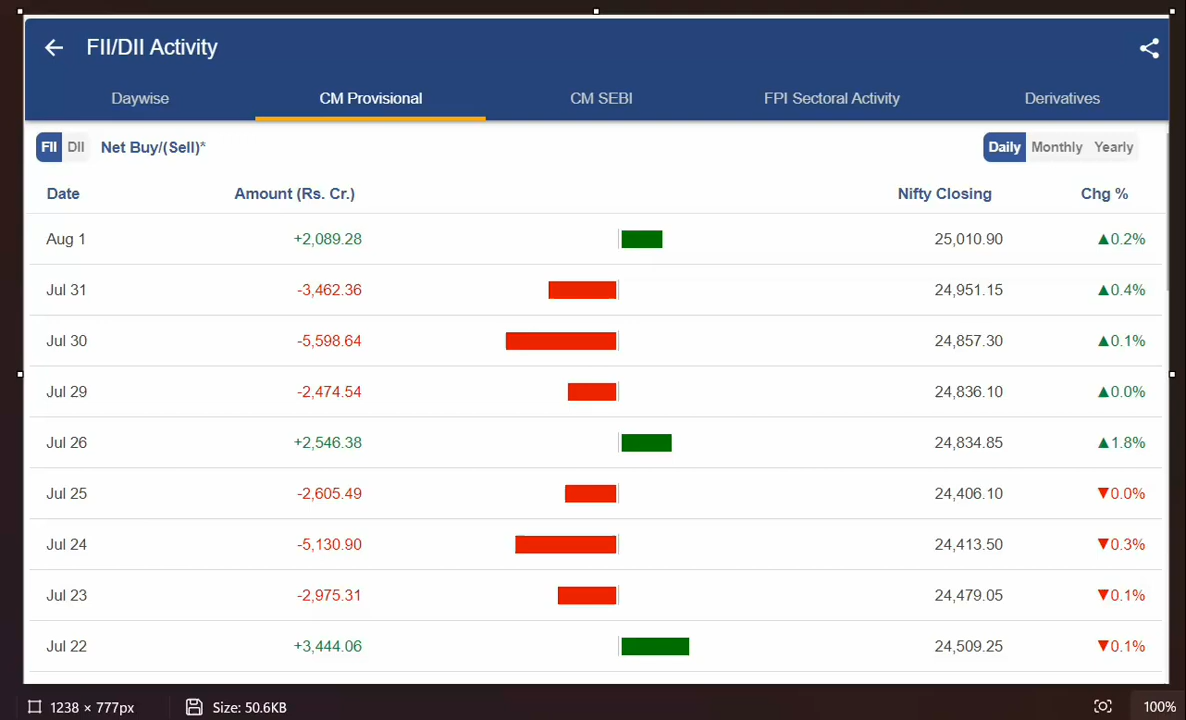 FII/DII Activity
Daywise CM Provisional CM SEBI FPI Sectoral Activity Derivatives
FII DII Net Buy/(Sell)* Daily Monthly Yearly
Date Amount (Rs. Cr.) Nifty Closing Chg %
Aug 1 +2,089.28 25,010.90 ▲0.2%
Jul 31 -3,462.36 24,951.15 ▲0.4%
Jul 30 -5,598.64 24,857.30 ▲0.1%
Jul 29 -2,474.54 24,836.10 ▲0.0%
Jul 26 +2,546.38 24,834.85 ▲1.8%
Jul 25 -2,605.49 24,406.10 ▼0.0%
Jul 24 -5,130.90 24,413.50 ▼0.3%
Jul 23 -2,975.31 24,479.05 ▼0.1%
Jul 22 +3,444.06 24,509.25 ▼0.1%
1238 × 777px Size: 50.6KB 100%